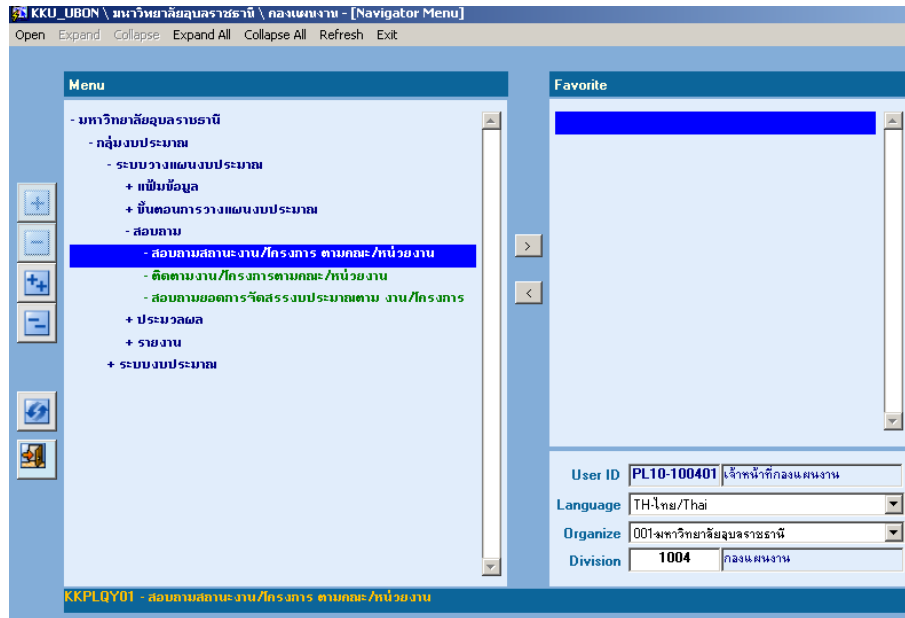 KKU_UBON \ มหาวิทยาลัยอุบลราชธานี \ กองแผนงาน - [Navigator Menu]
Open Expand Collapse Expand All Collapse All Refresh Exit
Menu
Favorite
- มหาวิทยาลัยอุบลราชธานี
- กลุ่มงบประมาณ
- ระบบวางแผนงบประมาณ
+ แฟ้มข้อมูล
+ ขั้นตอนการวางแผนงบประมาณ
- สอบถาม
- สอบถามสถานะงาน/โครงการ ตามคณะ/หน่วยงาน
- ติดตามงาน/โครงการตามคณะ/หน่วยงาน
- สอบถามยอดการจัดสรรงบประมาณตาม งาน/โครงการ
+ ประมวลผล
+ รายงาน
+ ระบบงบประมาณ
>
<
User ID PL10-100401 เจ้าหน้าที่กองแผนงาน
Language TH-ไทย/Thai
Organize 001-มหาวิทยาลัยอุบลราชธานี
Division 1004 กองแผนงาน
KKPLQY01 - สอบถามสถานะงาน/โครงการ ตามคณะ/หน่วยงาน